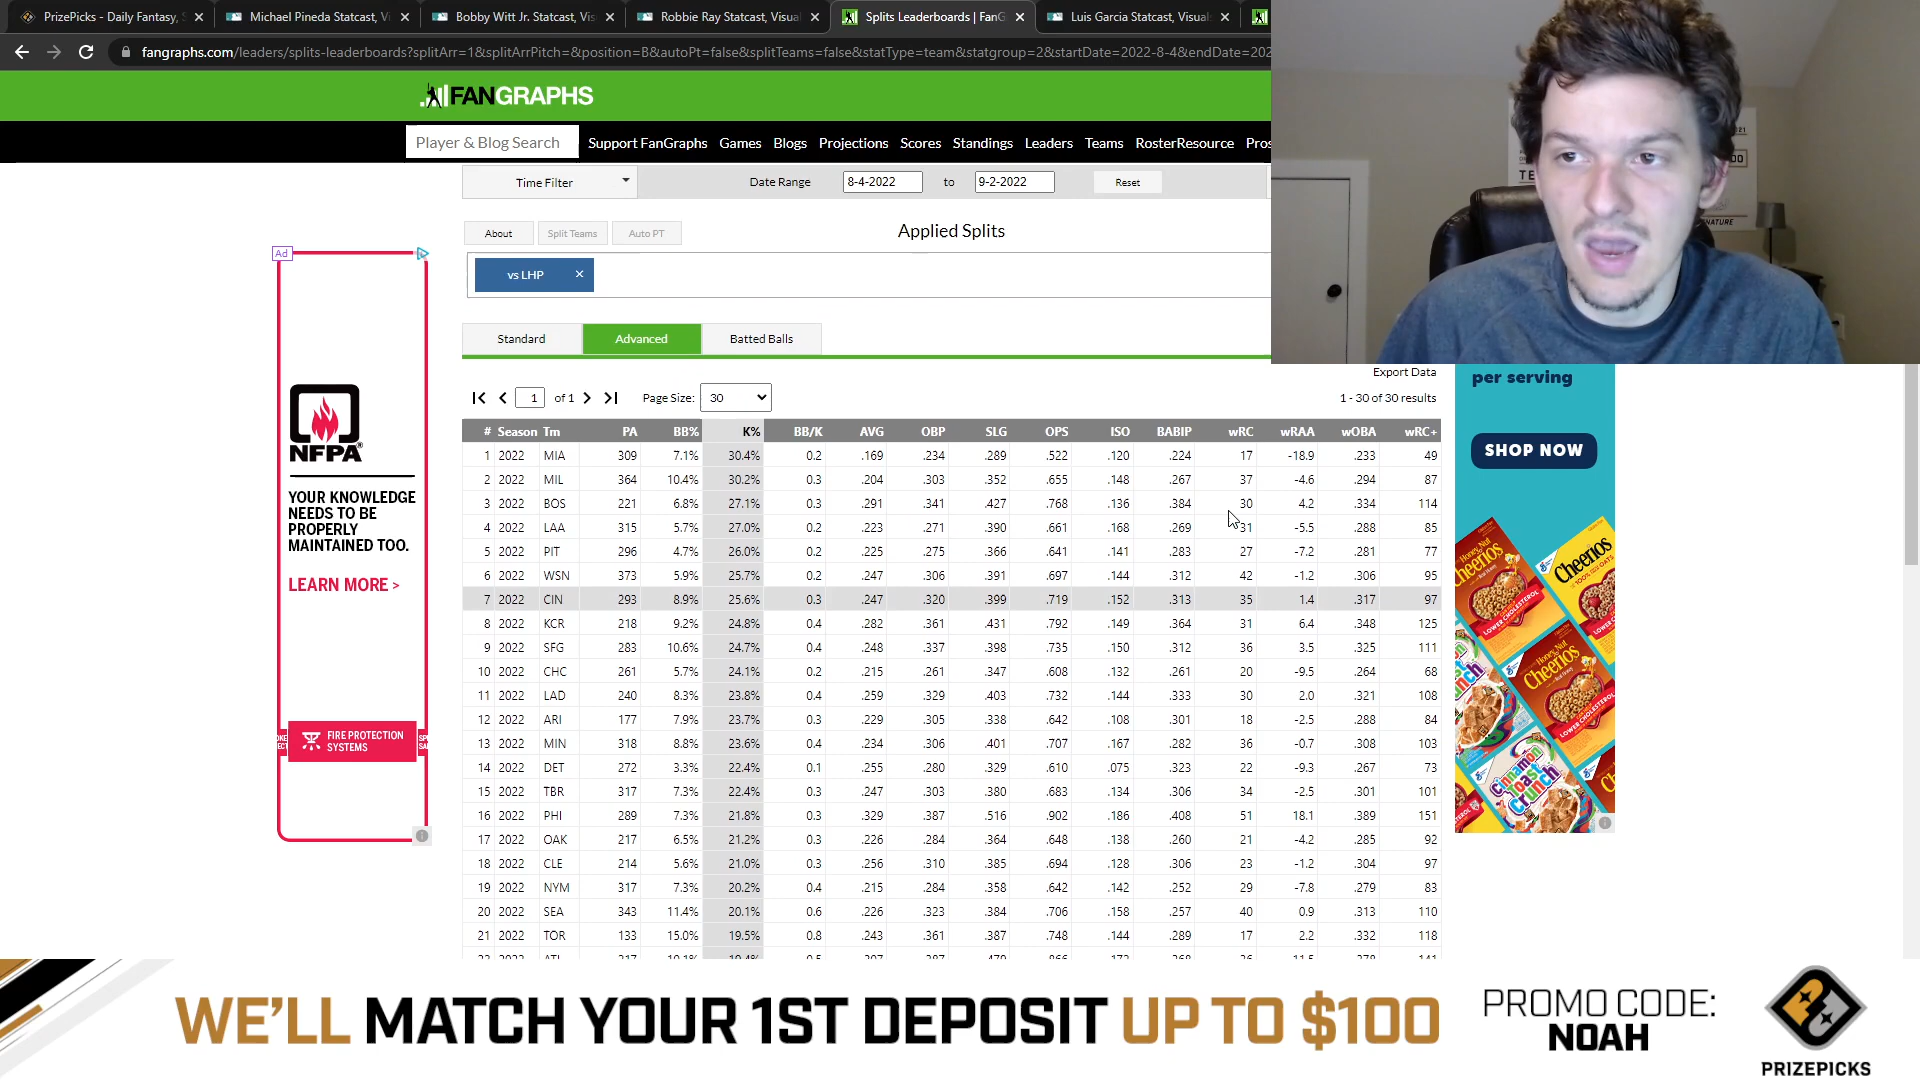 PrizePicks - Daily Fantasy, S
Michael Pineda Statcast, Vi
Bobby Witt Jr. Statcast, Vis
Robbie Ray Statcast, Visual
Splits Leaderboards | FanG
Luis Garcia Statcast, Visual
fangraphs.com/leaders/splits-leaderboards?splitArr=1&splitArrPitch=&position=B&autoPt=false&splitTeams=false&statType=team&statgroup=2&startDate=2022-8-4&endDate=202
FANGRAPHS
Player & Blog Search Support FanGraphs Games Blogs Projections Scores Standings Leaders Teams RosterResource Pros
Time Filter Date Range 8-4-2022 to 9-2-2022 Reset
About Split Teams Auto PT Applied Splits
vs LHP ×
Standard Advanced Batted Balls
Export Data
1 of 1 Page Size: 30 1 - 30 of 30 results
# Season Tm PA BB% K% BB/K AVG OBP SLG OPS ISO BABIP wRC wRAA wOBA wRC+
1 2022 MIA 309 7.1% 30.4% 0.2 .169 .234 .289 .522 .120 .224 17 -18.9 .233 49
2 2022 MIL 364 10.4% 30.2% 0.3 .204 .303 .352 .655 .148 .267 37 -4.6 .294 87
3 2022 BOS 221 6.8% 27.1% 0.3 .291 .341 .427 .768 .136 .384 30 4.2 .334 114
4 2022 LAA 315 5.7% 27.0% 0.2 .223 .271 .390 .661 .168 .269 31 -5.5 .288 85
5 2022 PIT 296 4.7% 26.0% 0.2 .225 .275 .366 .641 .141 .283 27 -7.2 .281 77
6 2022 WSN 373 5.9% 25.7% 0.2 .247 .306 .391 .697 .144 .312 42 -1.2 .306 95
7 2022 CIN 293 8.9% 25.6% 0.3 .247 .320 .399 .719 .152 .313 35 1.4 .317 97
8 2022 KCR 218 9.2% 24.8% 0.4 .282 .361 .431 .792 .149 .364 31 6.4 .348 125
9 2022 SFG 283 10.6% 24.7% 0.4 .248 .337 .398 .735 .150 .312 36 3.5 .325 111
10 2022 CHC 261 5.7% 24.1% 0.2 .215 .261 .347 .608 .132 .261 20 -9.5 .264 68
11 2022 LAD 240 8.3% 23.8% 0.4 .259 .329 .403 .732 .144 .333 30 2.0 .321 108
12 2022 ARI 177 7.9% 23.7% 0.3 .229 .305 .338 .642 .108 .301 18 -2.5 .288 84
13 2022 MIN 318 8.8% 23.6% 0.4 .234 .306 .401 .707 .167 .282 36 -0.7 .308 103
14 2022 DET 272 3.3% 22.4% 0.1 .255 .280 .329 .610 .075 .323 22 -9.3 .267 73
15 2022 TBR 317 7.3% 22.4% 0.3 .247 .303 .380 .683 .134 .306 34 -2.5 .301 101
16 2022 PHI 289 7.3% 21.8% 0.3 .329 .387 .516 .902 .186 .408 51 18.1 .389 151
17 2022 OAK 217 6.5% 21.2% 0.3 .226 .284 .364 .648 .138 .260 21 -4.2 .285 92
18 2022 CLE 214 5.6% 21.0% 0.3 .256 .310 .385 .694 .128 .306 23 -1.2 .304 97
19 2022 NYM 317 7.3% 20.2% 0.4 .215 .284 .358 .642 .142 .252 29 -7.8 .279 83
20 2022 SEA 343 11.4% 20.1% 0.6 .226 .323 .384 .706 .158 .257 40 0.9 .313 110
21 2022 TOR 133 15.0% 19.5% 0.8 .243 .361 .387 .748 .144 .289 17 2.2 .332 118
Ad
NFPA
YOUR KNOWLEDGE
NEEDS TO BE
PROPERLY
MAINTAINED TOO.
LEARN MORE >
FIRE PROTECTION
SYSTEMS
per serving
SHOP NOW
Cheerios
Cheerios
Honey Nut
Cheerios
Cinnamon
Toast
Crunch
WE'LL MATCH YOUR 1ST DEPOSIT UP TO $100
PROMO CODE:
NOAH
PRIZEPICKS